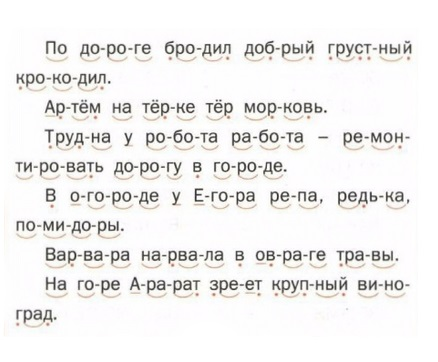 По до-ро-ге бро-дил доб-рый груст-ный
кро-ко-дил.
Ар-тём на тёр-ке тёр мор-ковь.
Труд-на у ро-бо-та ра-бо-та – ре-мон-
ти-ро-вать до-ро-гу в го-ро-де.
В о-го-ро-де у Е-го-ра ре-па, редь-ка,
по-ми-до-ры.
Вар-ва-ра на-рва-ла в ов-ра-ге тра-вы.
На го-ре А-ра-рат зре-ет круп-ный ви-но-
град.